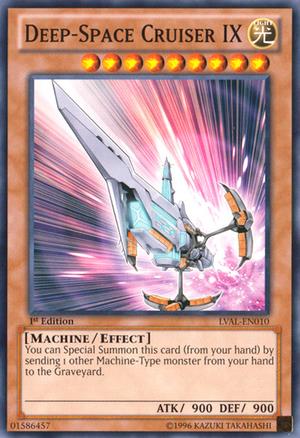 DEEP-SPACE CRUISER IX
LIGHT
光
1st Edition
LVAL-EN010
[MACHINE / EFFECT]
You can Special Summon this card (from your hand) by
sending 1 other Machine-Type monster from your hand
to the Graveyard.
ATK / 900 DEF / 900
01586457
©1996 KAZUKI TAKAHASHI